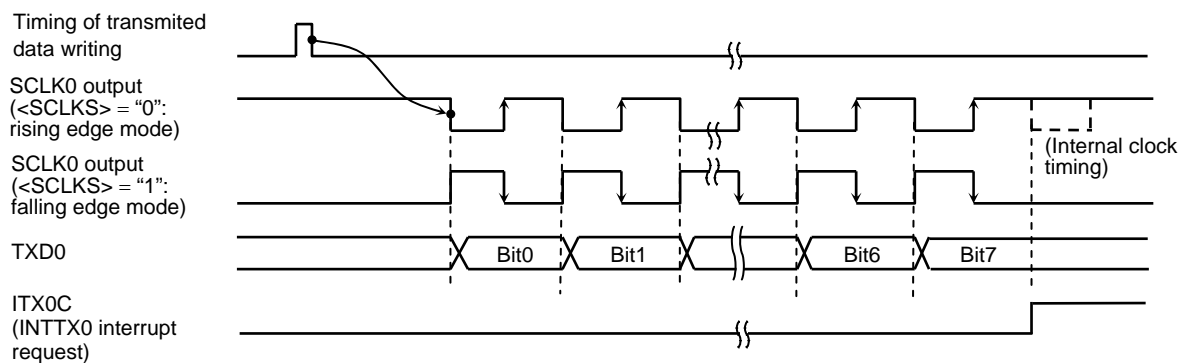 Timing of transmited
data writing
SCLK0 output
(<SCLKS> = “0”:
rising edge mode)
(Internal clock
timing)
SCLK0 output
(<SCLKS> = “1”:
falling edge mode)
TXD0
Bit0
Bit1
Bit6
Bit7
ITX0C
(INTTX0 interrupt
request)